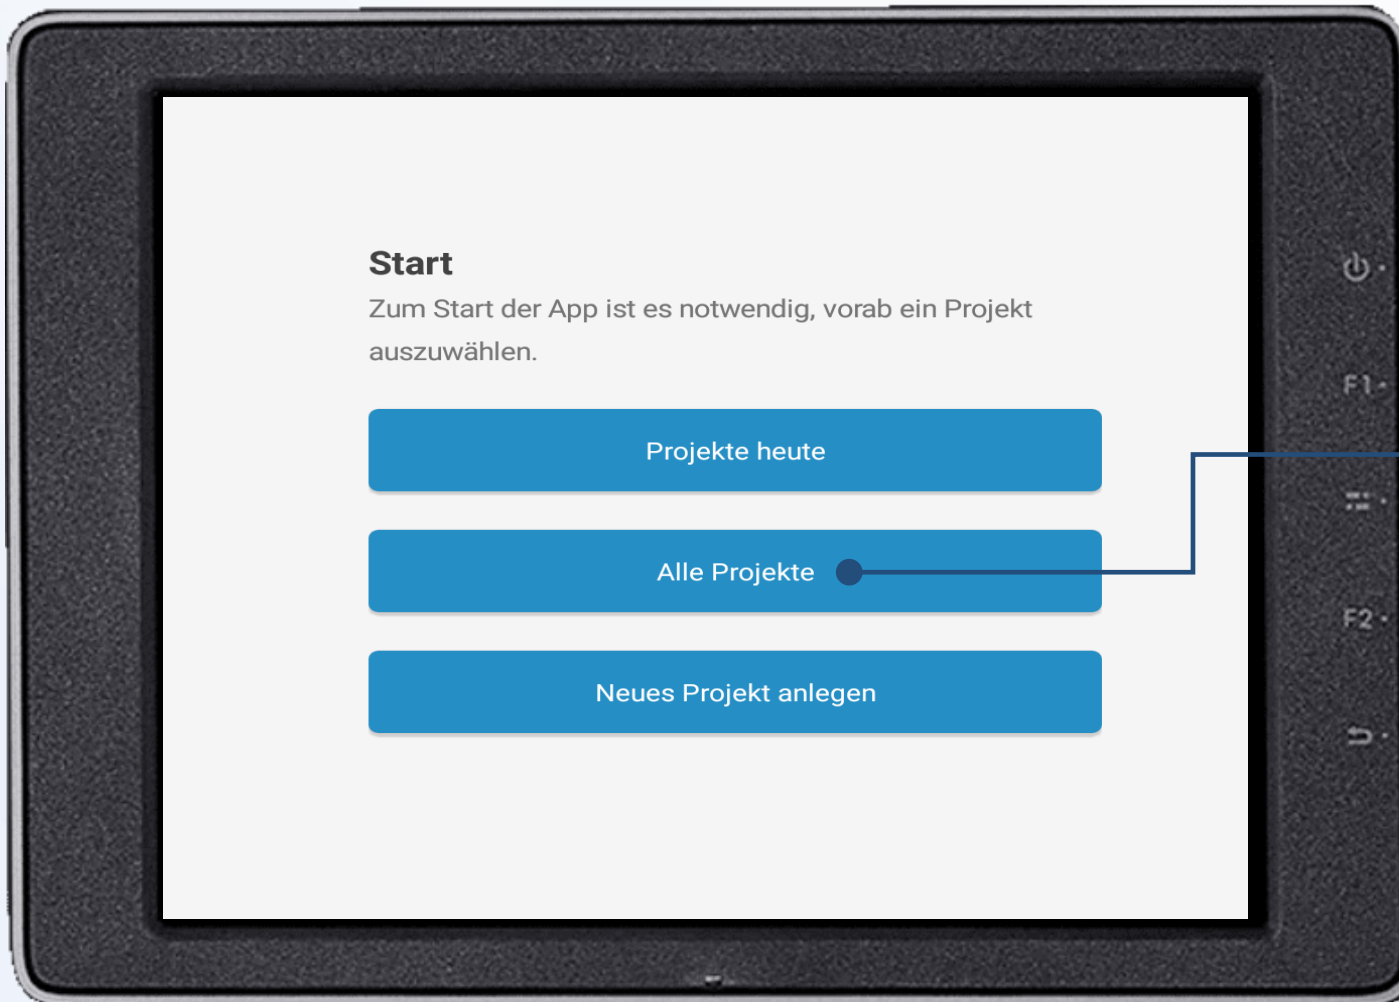 Start
Zum Start der App ist es notwendig, vorab ein Projekt
auszuwählen.
Projekte heute
Alle Projekte
Neues Projekt anlegen
F1
F2